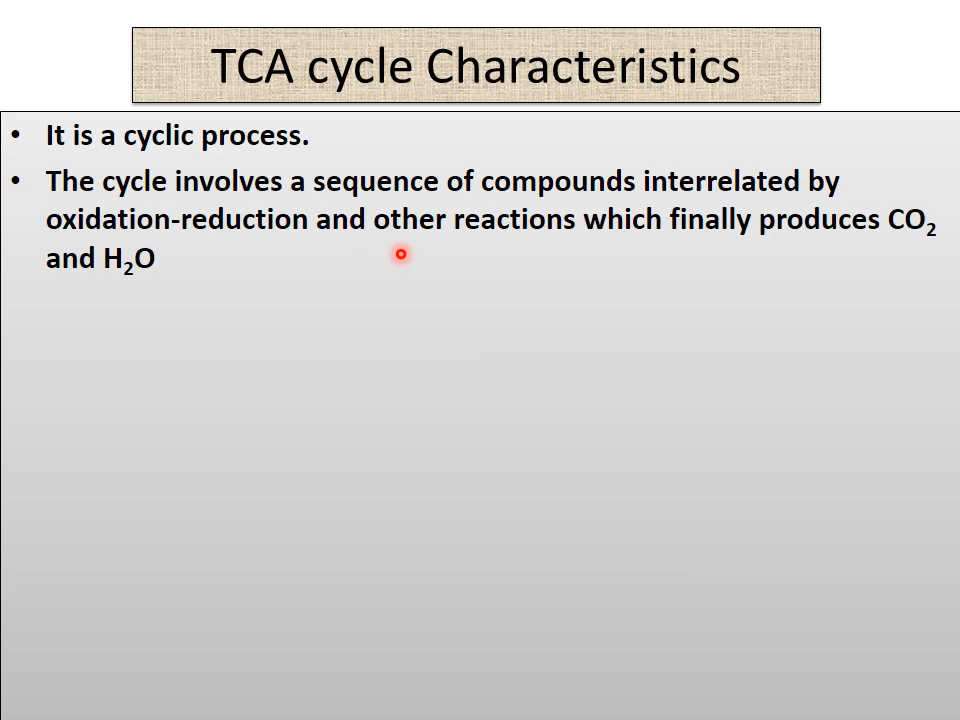 TCA cycle Characteristics
• It is a cyclic process.
• The cycle involves a sequence of compounds interrelated by
oxidation-reduction and other reactions which finally produces CO₂
and H₂O